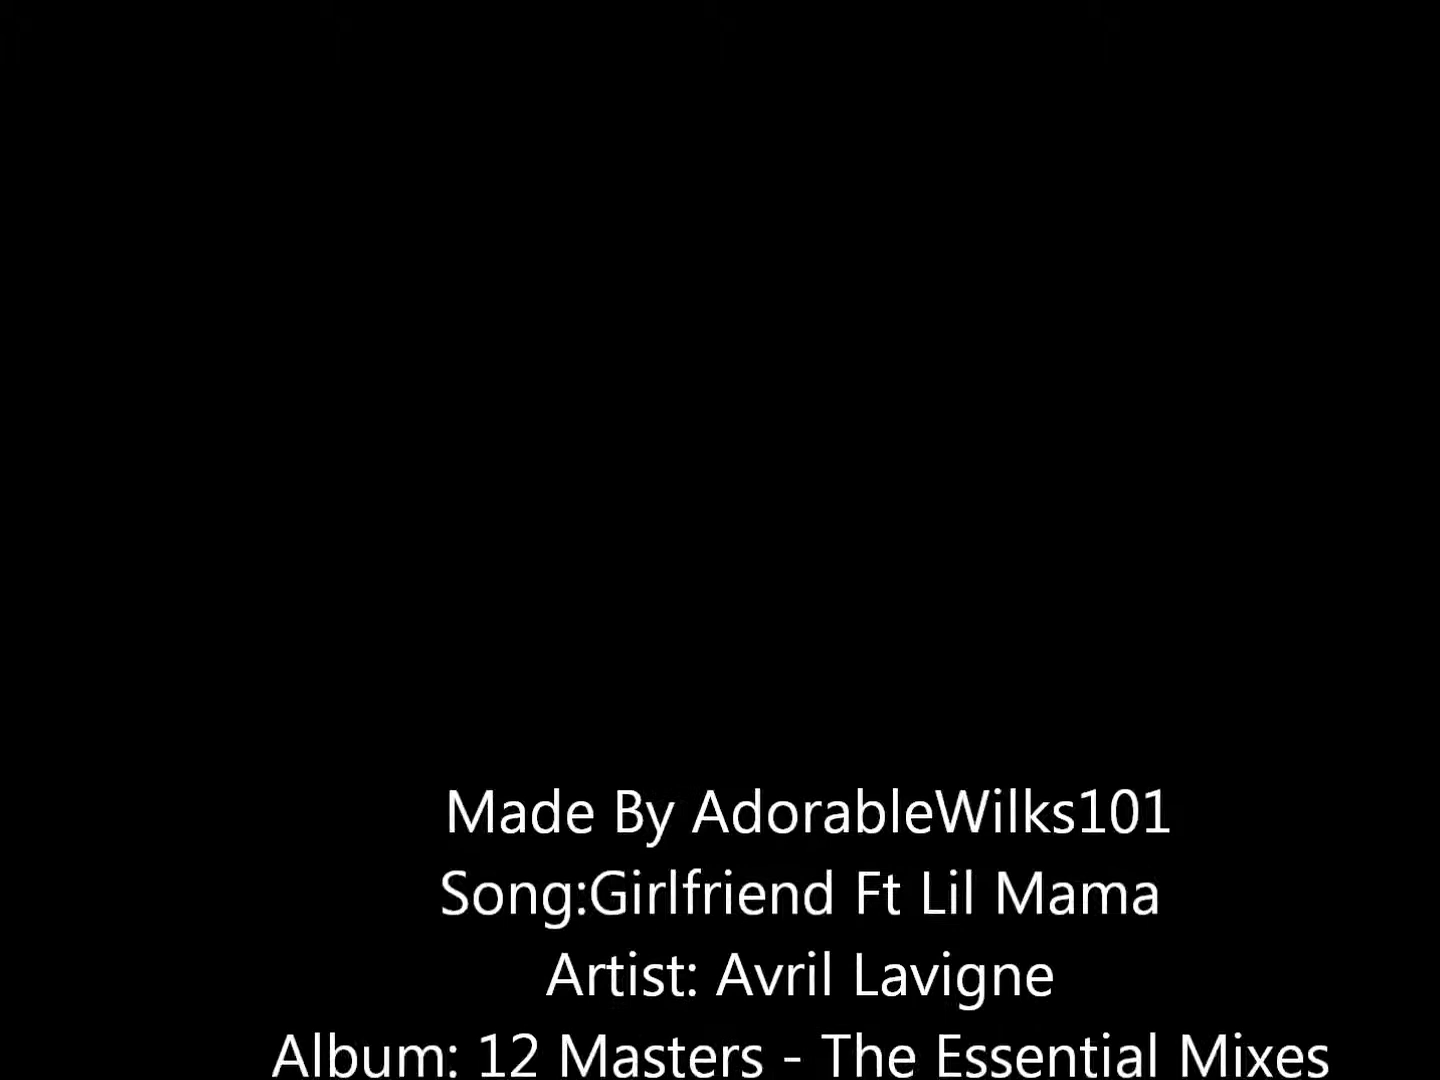 Made By AdorableWilks101
Song:Girlfriend Ft Lil Mama
Artist: Avril Lavigne
Album: 12 Masters - The Essential Mixes